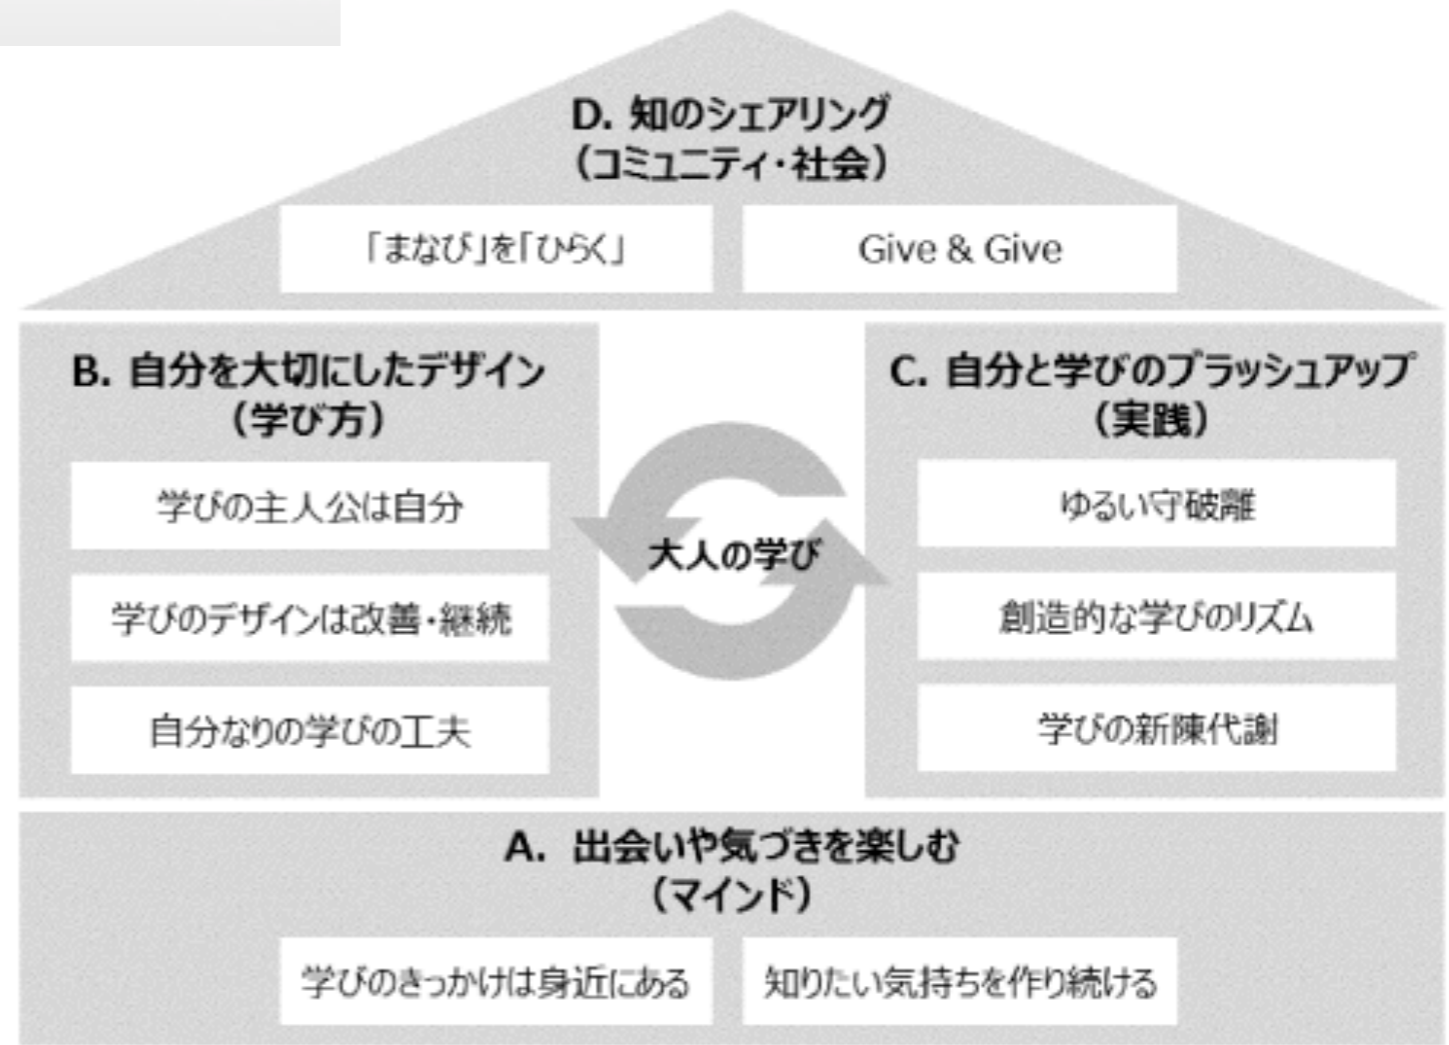 D. 知のシェアリング
（コミュニティ・社会）
「まなび」を「ひらく」
Give & Give
B. 自分を大切にしたデザイン
（学び方）
学びの主人公は自分
学びのデザインは改善・継続
自分なりの学びの工夫
大人の学び
C. 自分と学びのブラッシュアップ
（実践）
ゆるい守破離
創造的な学びのリズム
学びの新陳代謝
A. 出会いや気づきを楽しむ
（マインド）
学びのきっかけは身近にある
知りたい気持ちを作り続ける